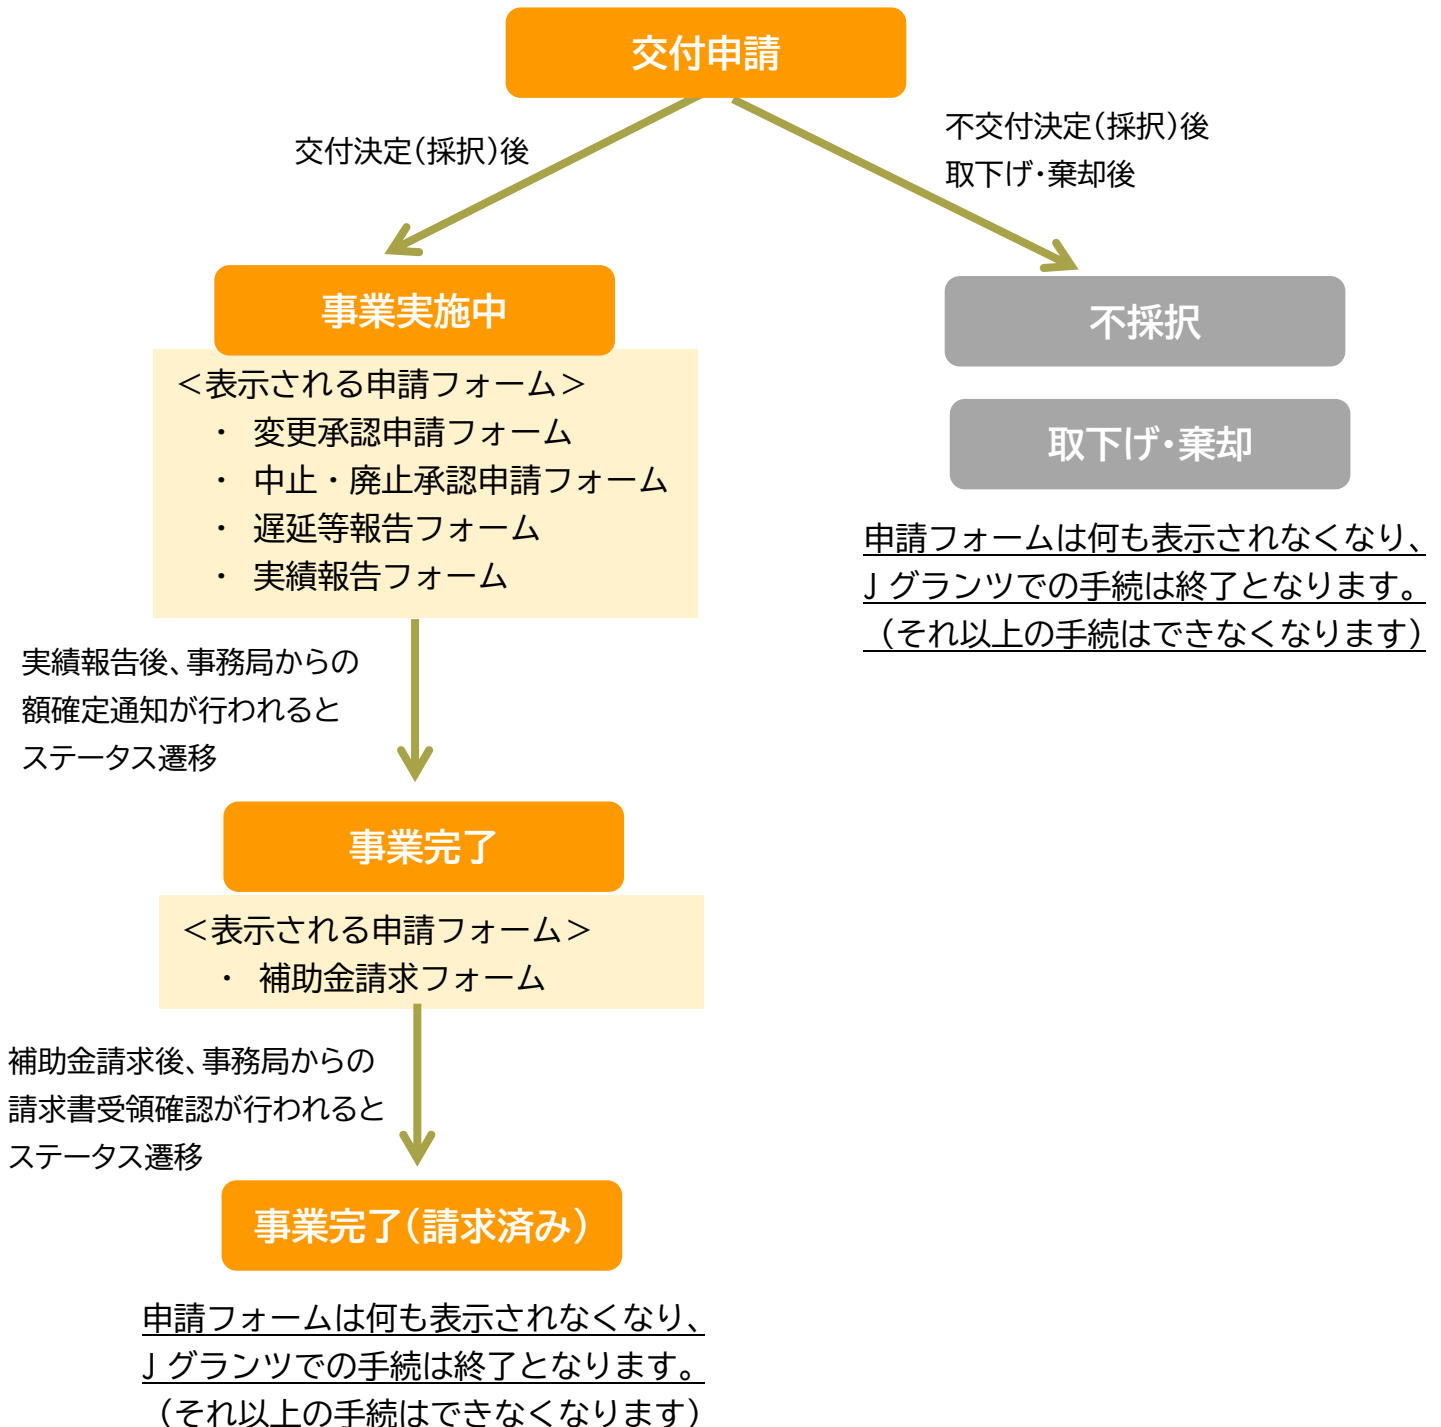 交付申請
交付決定(採択)後
不交付決定(採択)後
取下げ・棄却後
事業実施中
<表示される申請フォーム>
・ 変更承認申請フォーム
・ 中止・廃止承認申請フォーム
・ 遅延等報告フォーム
・ 実績報告フォーム
不採択
取下げ・棄却
申請フォームは何も表示されなくなり、
Jグランツでの手続は終了となります。
(それ以上の手続はできなくなります)
実績報告後、事務局からの
額確定通知が行われると
ステータス遷移
事業完了
<表示される申請フォーム>
・ 補助金請求フォーム
補助金請求後、事務局からの
請求書受領確認が行われると
ステータス遷移
事業完了(請求済み)
申請フォームは何も表示されなくなり、
Jグランツでの手続は終了となります。
(それ以上の手続はできなくなります)